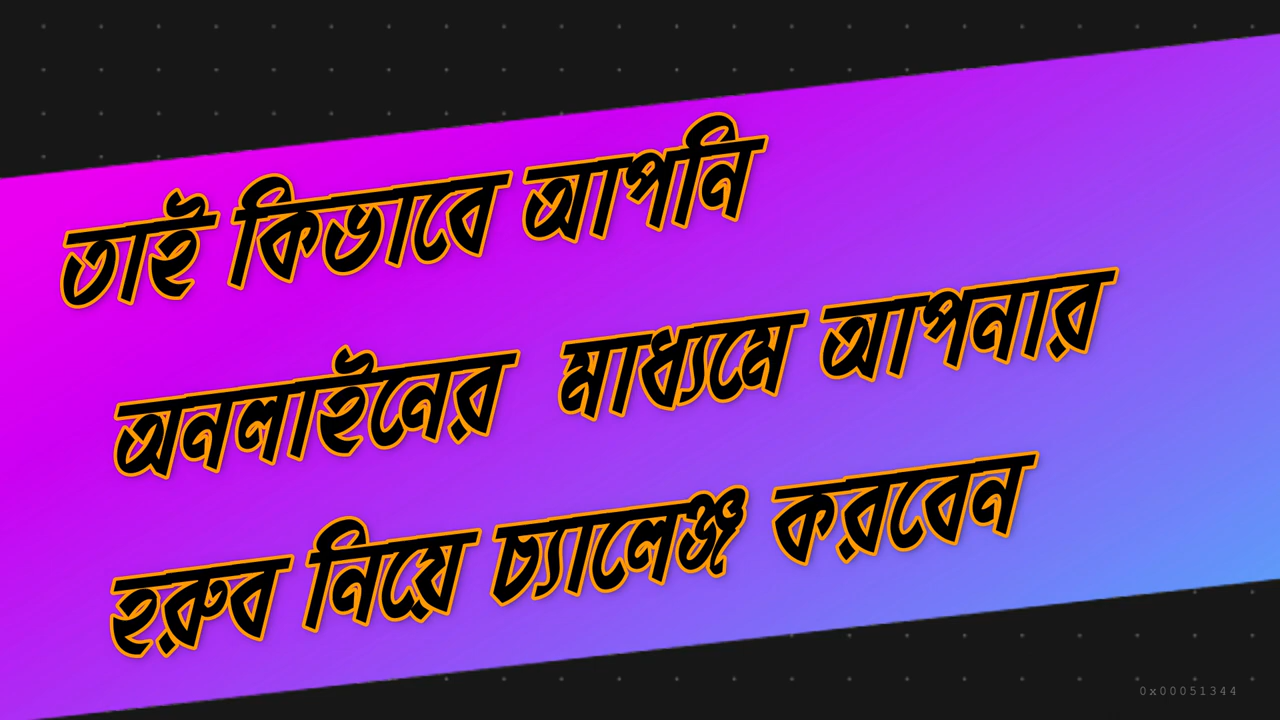 তাই কিভাবে আপনি
অনলাইনের মাধ্যমে আপনার
হরুব নিয়ে চ্যালেঞ্জ করবেন
0x00051344